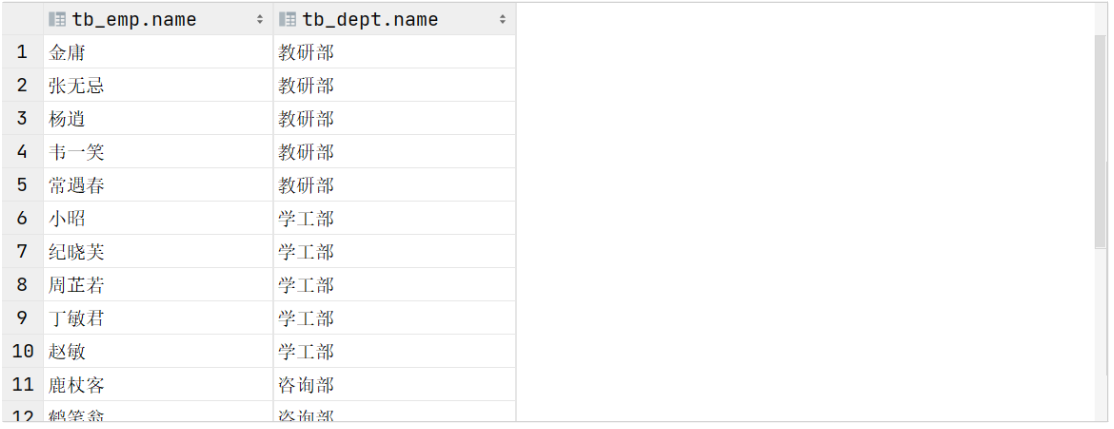 tb_emp.name tb_dept.name
1 金庸 教研部
2 张无忌 教研部
3 杨逍 教研部
4 韦一笑 教研部
5 常遇春 教研部
6 小昭 学工部
7 纪晓芙 学工部
8 周芷若 学工部
9 丁敏君 学工部
10 赵敏 学工部
11 鹿杖客 咨询部
12 鹤笔翁 咨询部